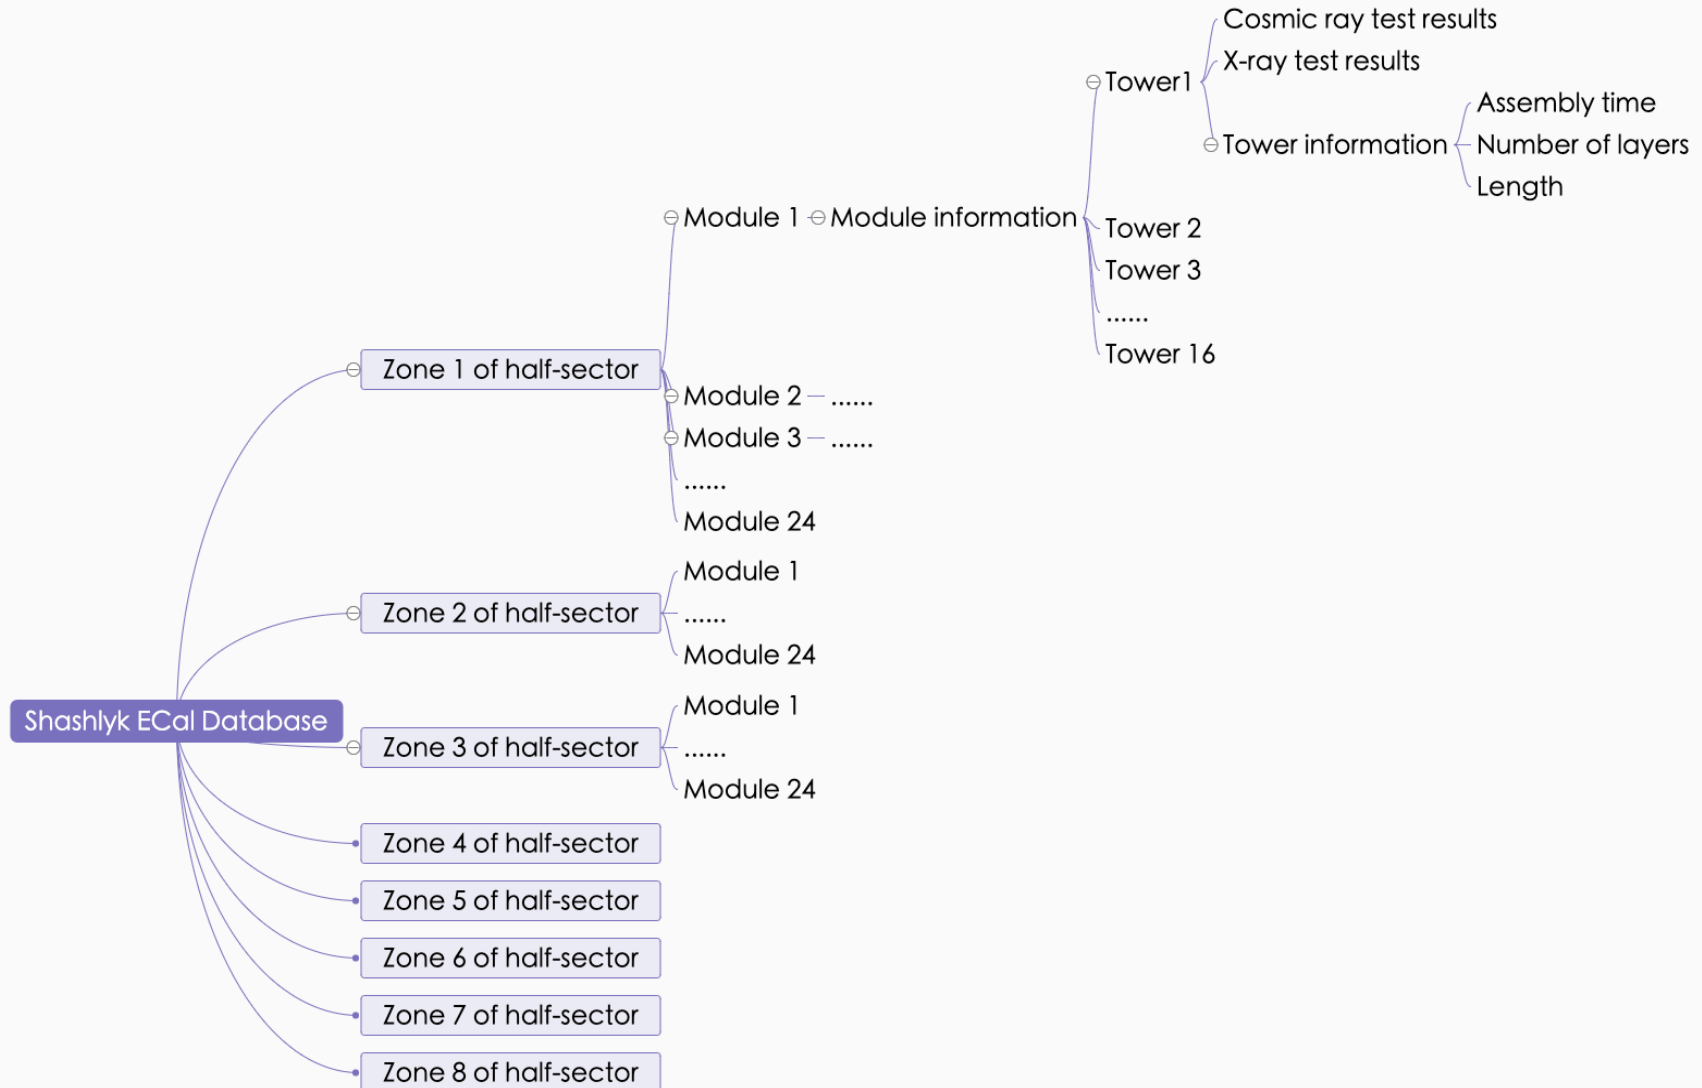 Cosmic ray test results
X-ray test results
Tower1
Assembly time
Tower information
Number of layers
Length
Module 1
Module information
Tower 2
Tower 3
......
Tower 16
Zone 1 of half-sector
Module 2
......
Module 3
......
......
Module 24
Module 1
Zone 2 of half-sector
......
Module 24
Module 1
Shashlyk ECal Database
Zone 3 of half-sector
......
Module 24
Zone 4 of half-sector
Zone 5 of half-sector
Zone 6 of half-sector
Zone 7 of half-sector
Zone 8 of half-sector